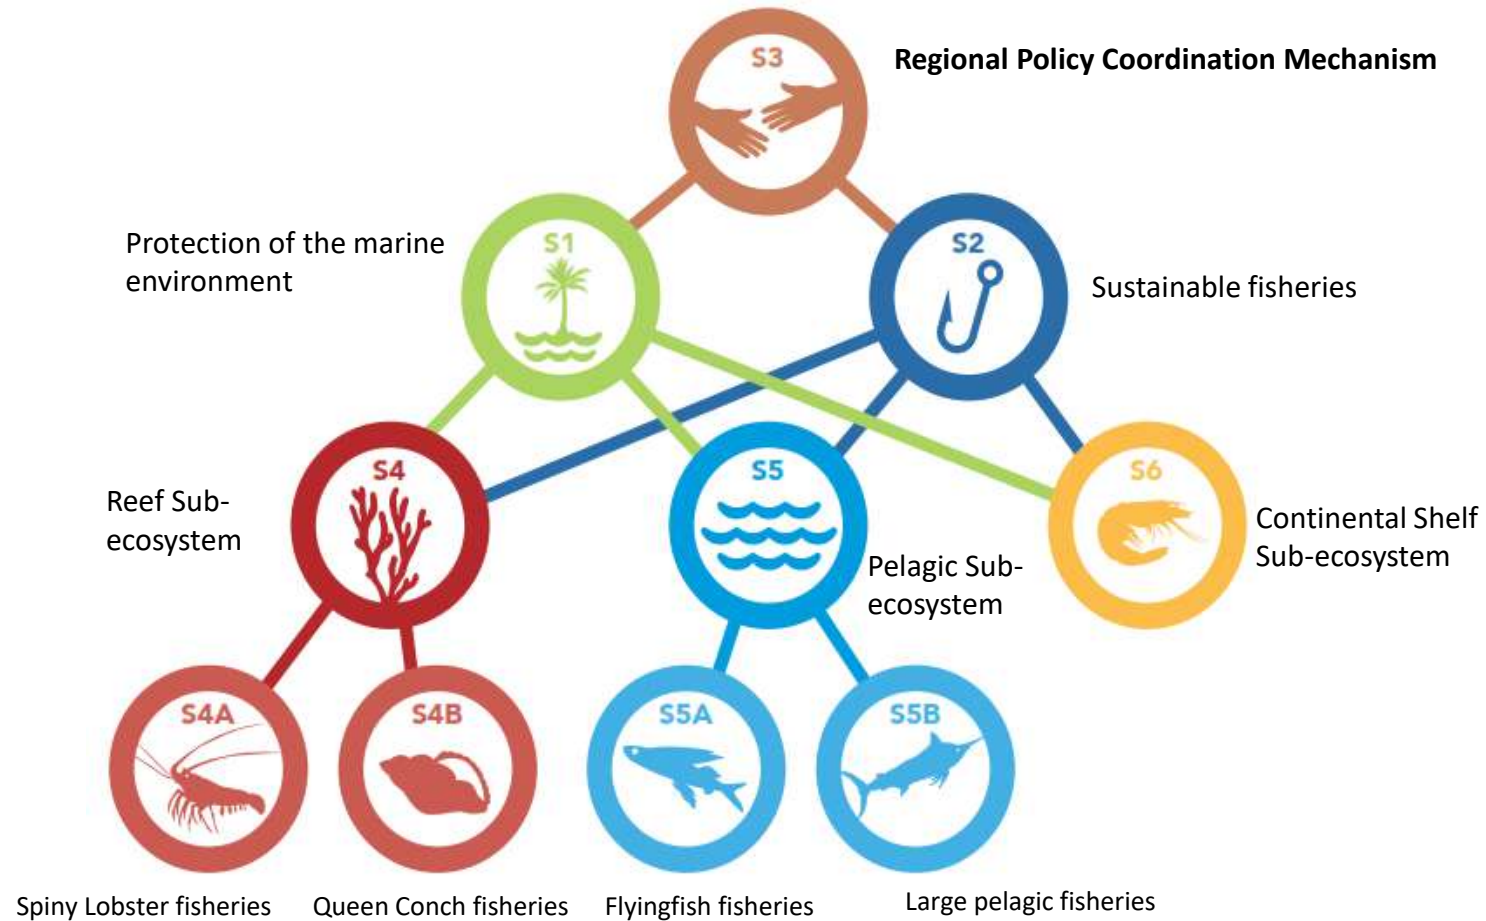 S3
Regional Policy Coordination Mechanism
Protection of the marine
environment
S1
S2
Sustainable fisheries
Reef Sub-
ecosystem
S4
S5
Pelagic Sub-
ecosystem
S6
Continental Shelf
Sub-ecosystem
S4A
S4B
S5A
S5B
Spiny Lobster fisheries
Queen Conch fisheries
Flyingfish fisheries
Large pelagic fisheries